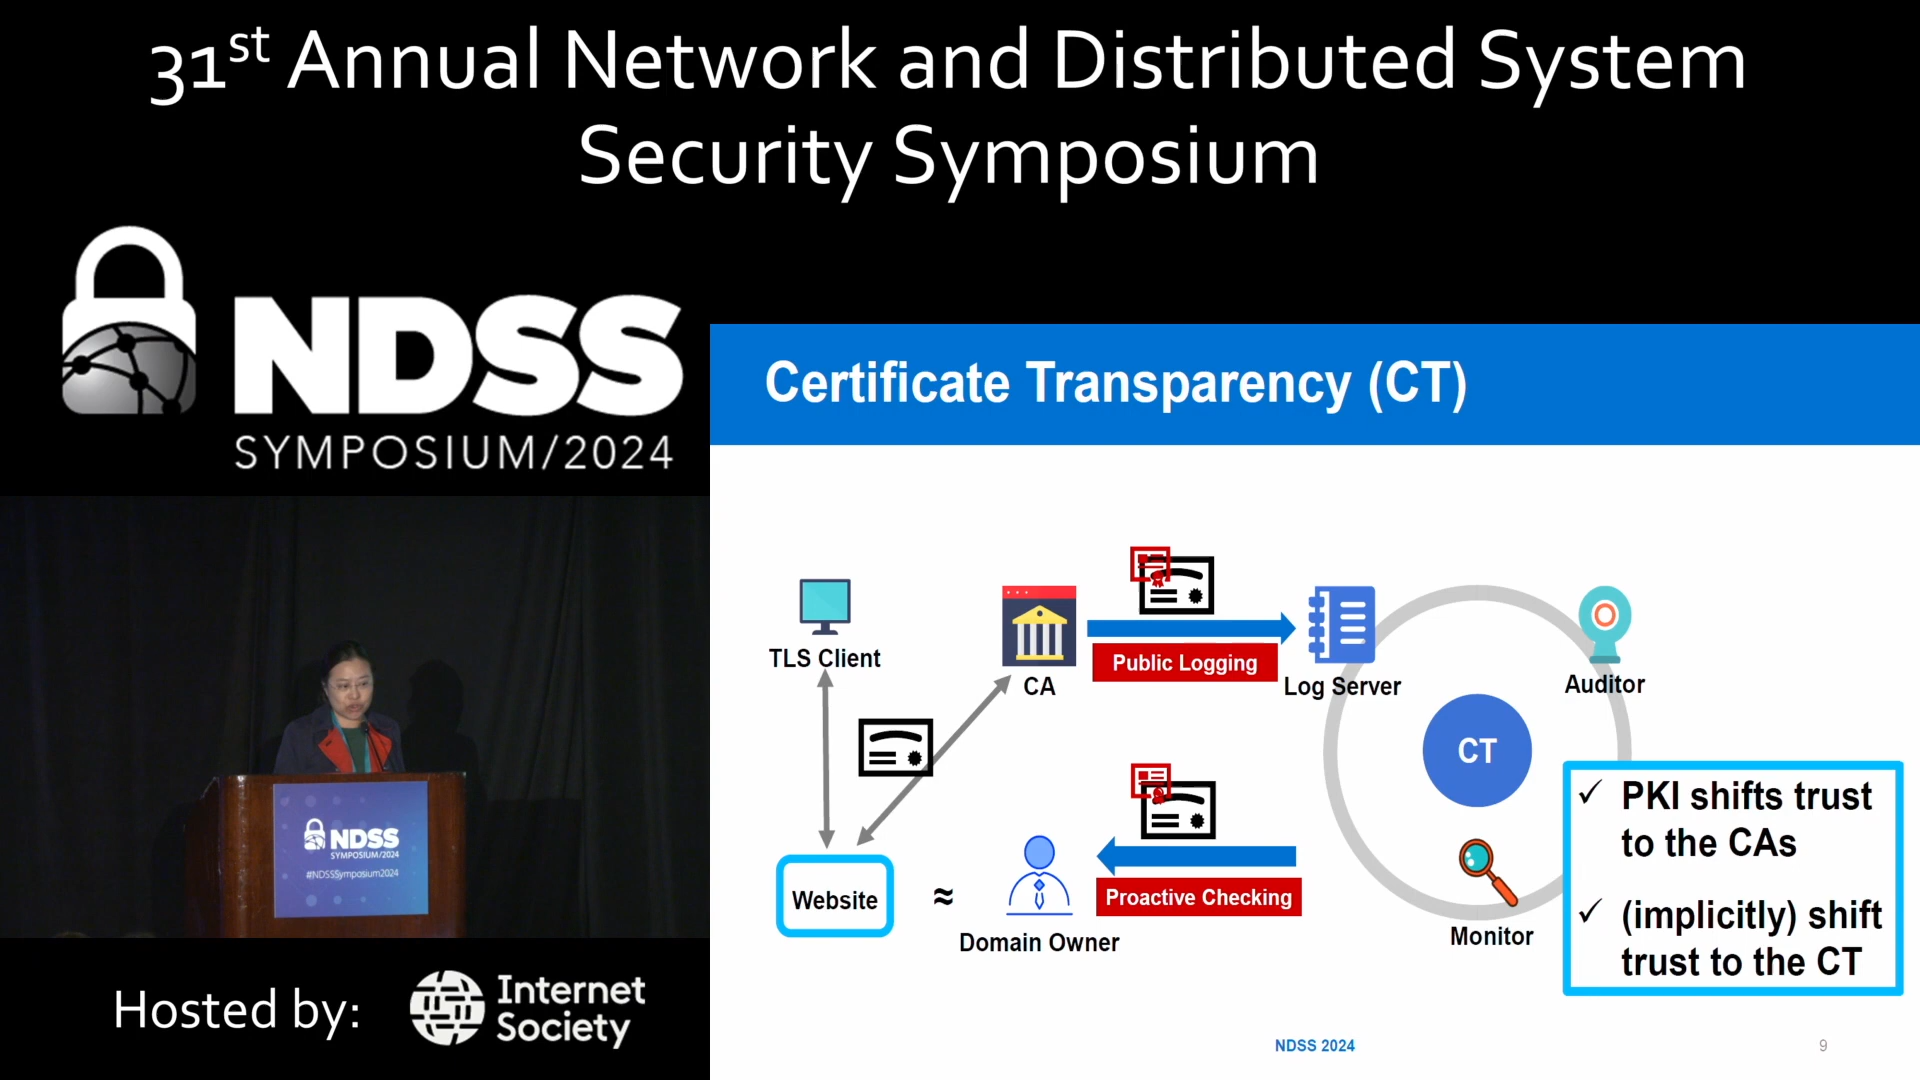 31st Annual Network and Distributed System
Security Symposium
NDSS
SYMPOSIUM/2024
Certificate Transparency (CT)
TLS Client
CA
Public Logging
Log Server
Auditor
CT
Website
≈
Domain Owner
Proactive Checking
Monitor
✓ PKI shifts trust
to the CAs
✓ (implicitly) shift
trust to the CT
NDSS
SYMPOSIUM/2024
#NDSSSymposium2024
Hosted by:
Internet
Society
NDSS 2024
9